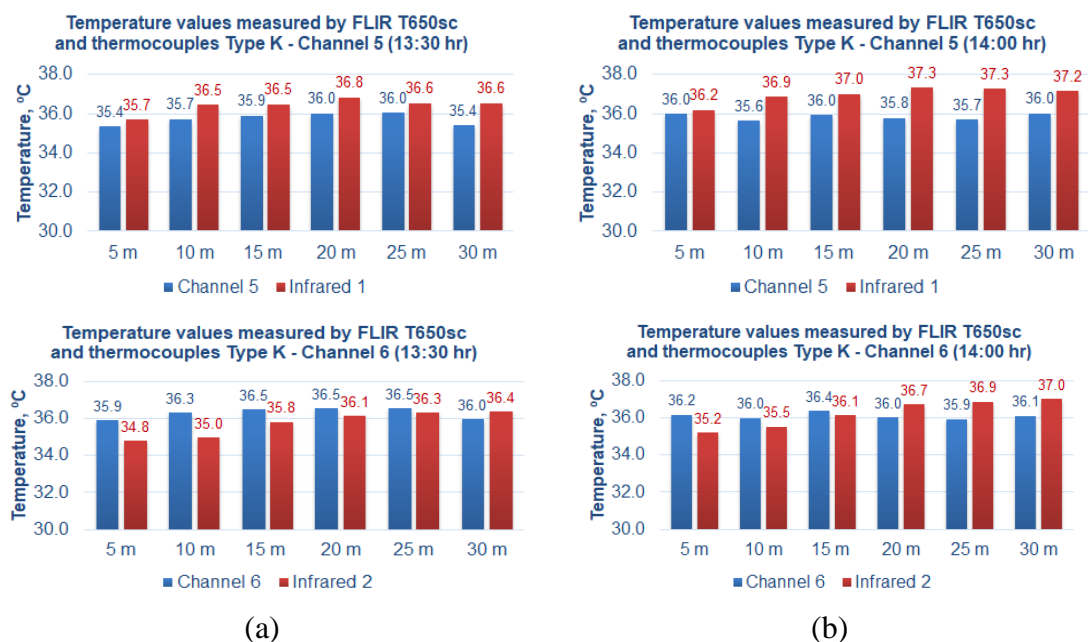 Temperature values measured by FLIR T650sc
and thermocouples Type K - Channel 5 (13:30 hr)
Temperature, ºC
38.0
36.0
34.0
32.0
30.0
35.4 35.7 35.7 36.5 35.9 36.5 36.0 36.8 36.0 36.6 35.4 36.6
5 m 10 m 15 m 20 m 25 m 30 m
Channel 5 Infrared 1
Temperature values measured by FLIR T650sc
and thermocouples Type K - Channel 5 (14:00 hr)
Temperature, ºC
38.0
36.0
34.0
32.0
30.0
36.0 36.2 35.6 36.9 36.0 37.0 35.8 37.3 35.7 37.3 36.0 37.2
5 m 10 m 15 m 20 m 25 m 30 m
Channel 5 Infrared 1
Temperature values measured by FLIR T650sc
and thermocouples Type K - Channel 6 (13:30 hr)
Temperature, ºC
38.0
36.0
34.0
32.0
30.0
35.9 34.8 36.3 35.0 36.5 35.8 36.5 36.1 36.5 36.3 36.0 36.4
5 m 10 m 15 m 20 m 25 m 30 m
Channel 6 Infrared 2
Temperature values measured by FLIR T650sc
and thermocouples Type K - Channel 6 (14:00 hr)
Temperature, ºC
38.0
36.0
34.0
32.0
30.0
36.2 35.2 36.0 35.5 36.4 36.1 36.0 36.7 35.9 36.9 36.1 37.0
5 m 10 m 15 m 20 m 25 m 30 m
Channel 6 Infrared 2
(a) (b)